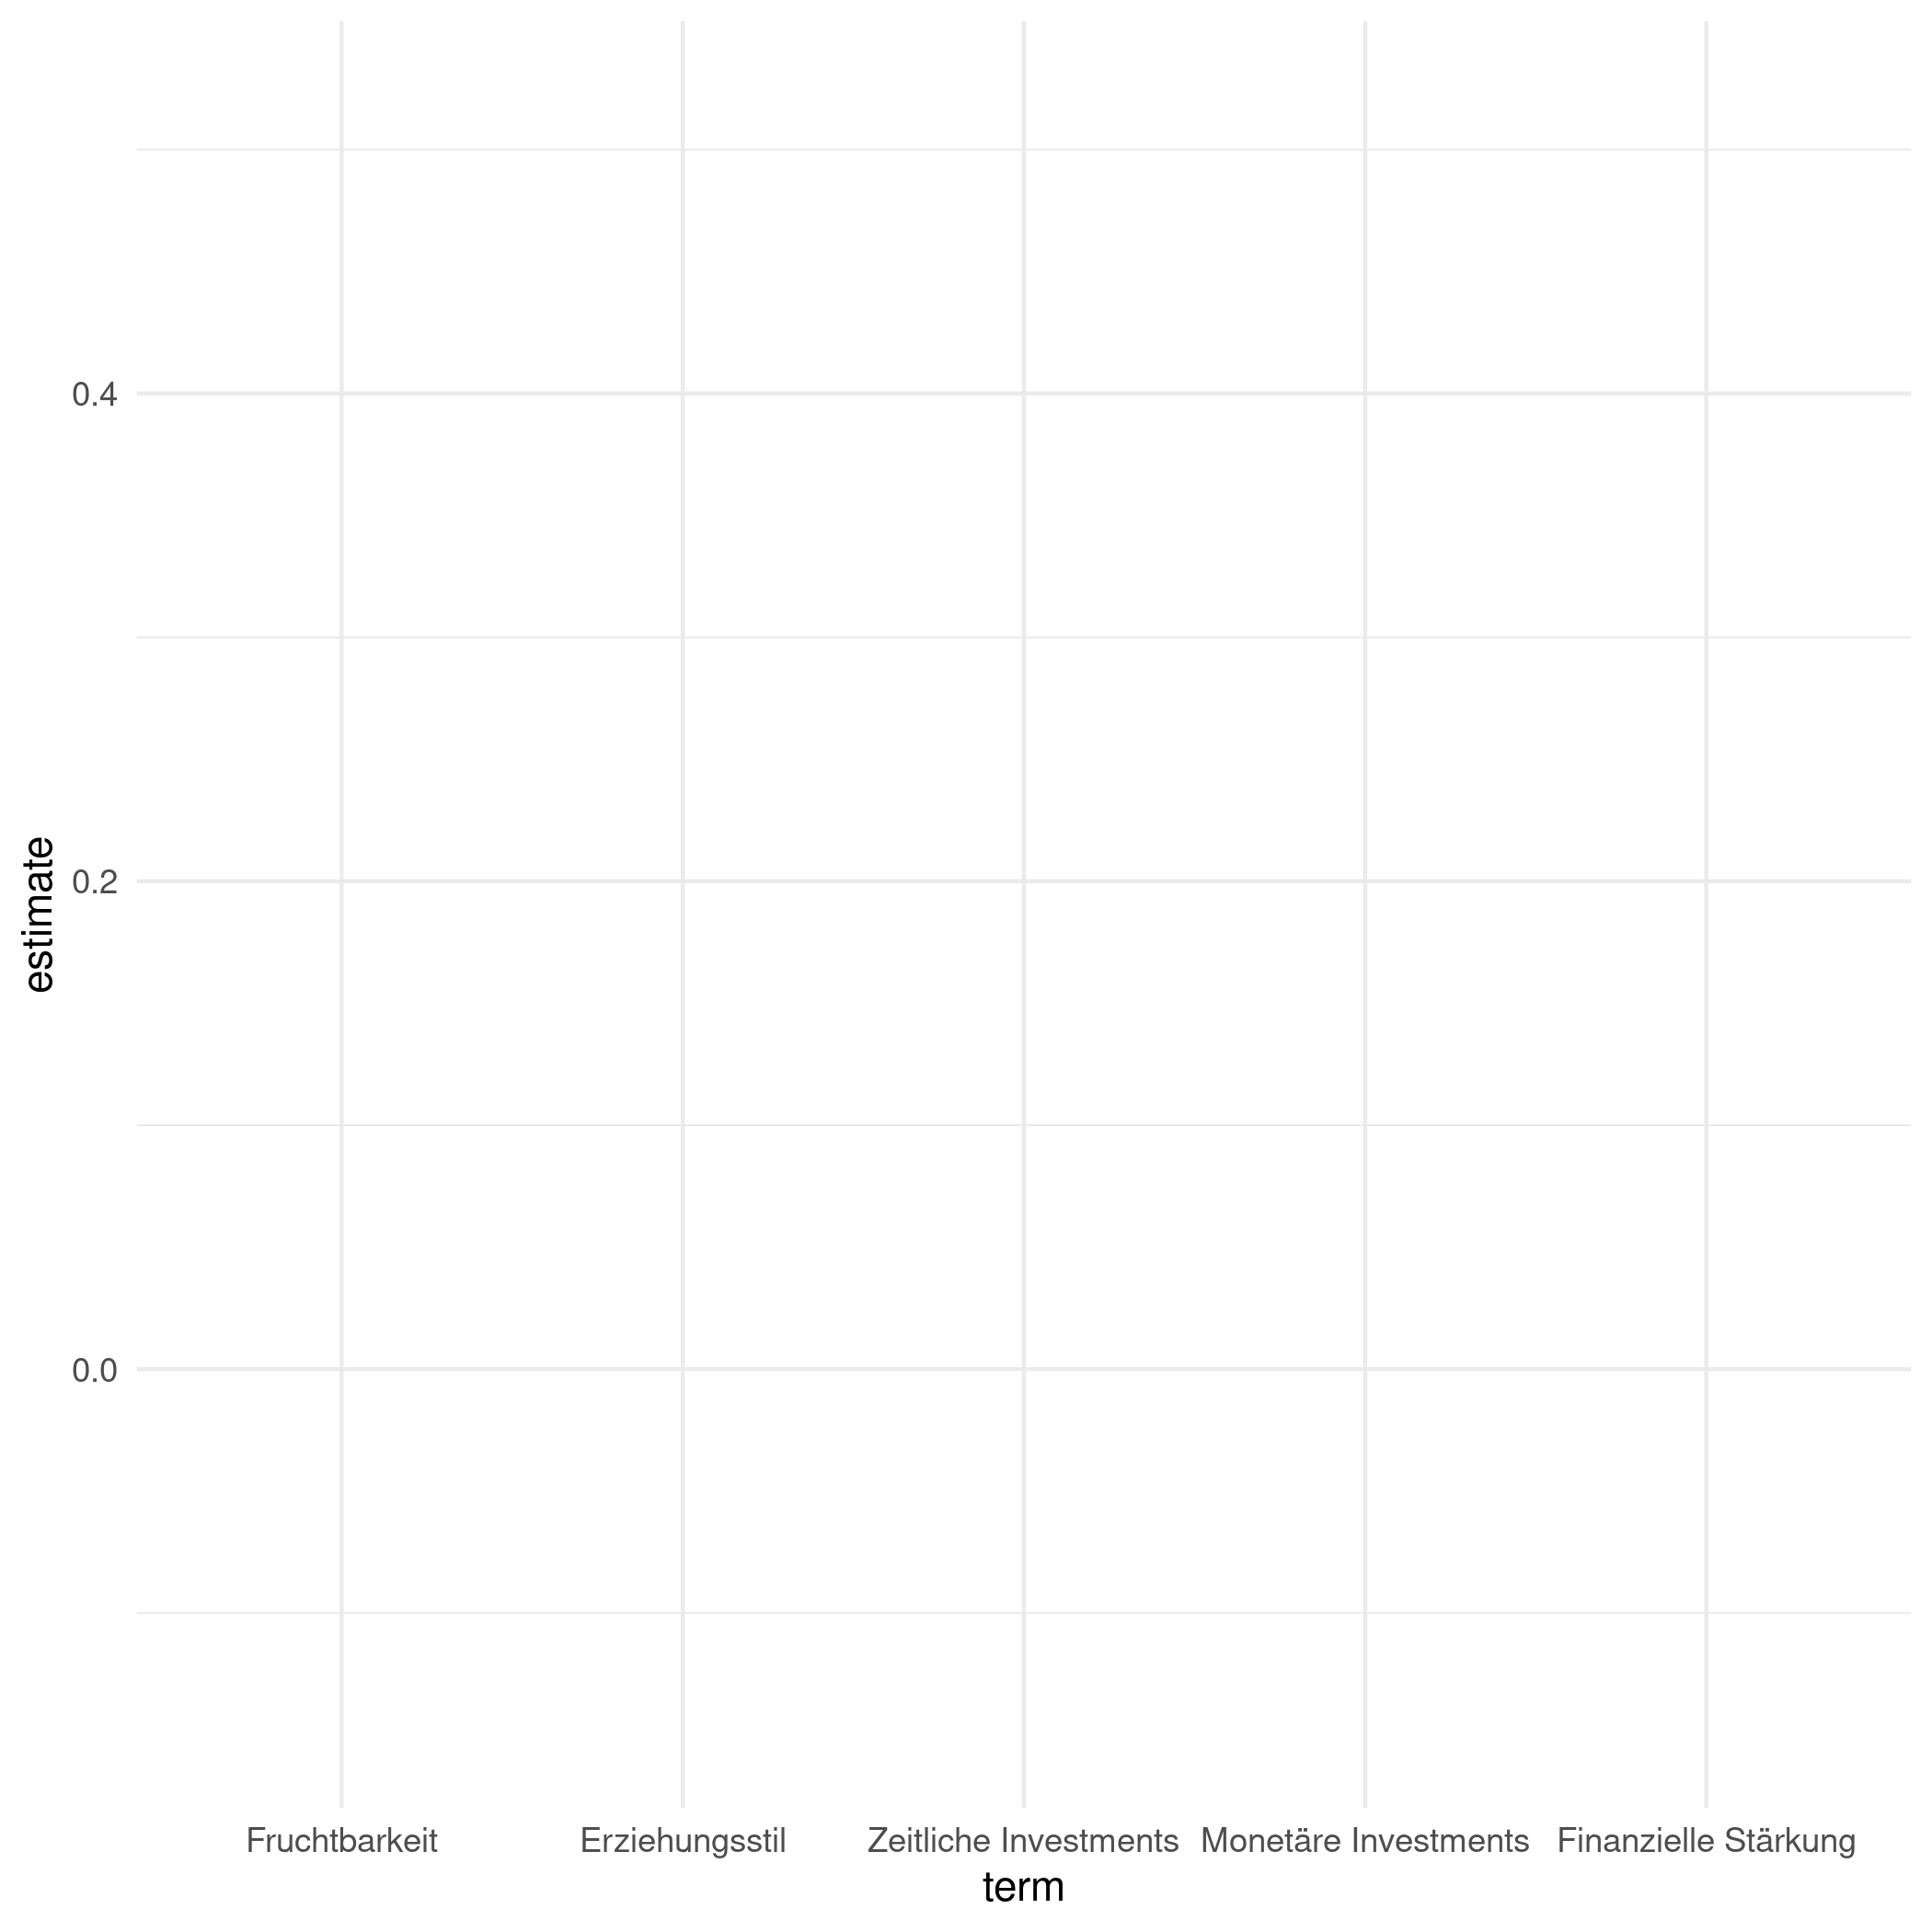 0.4
estimate
0.2
0.0
Fruchtbarkeit Erziehungsstil Zeitliche Investments Monetäre Investments Finanzielle Stärkung
term